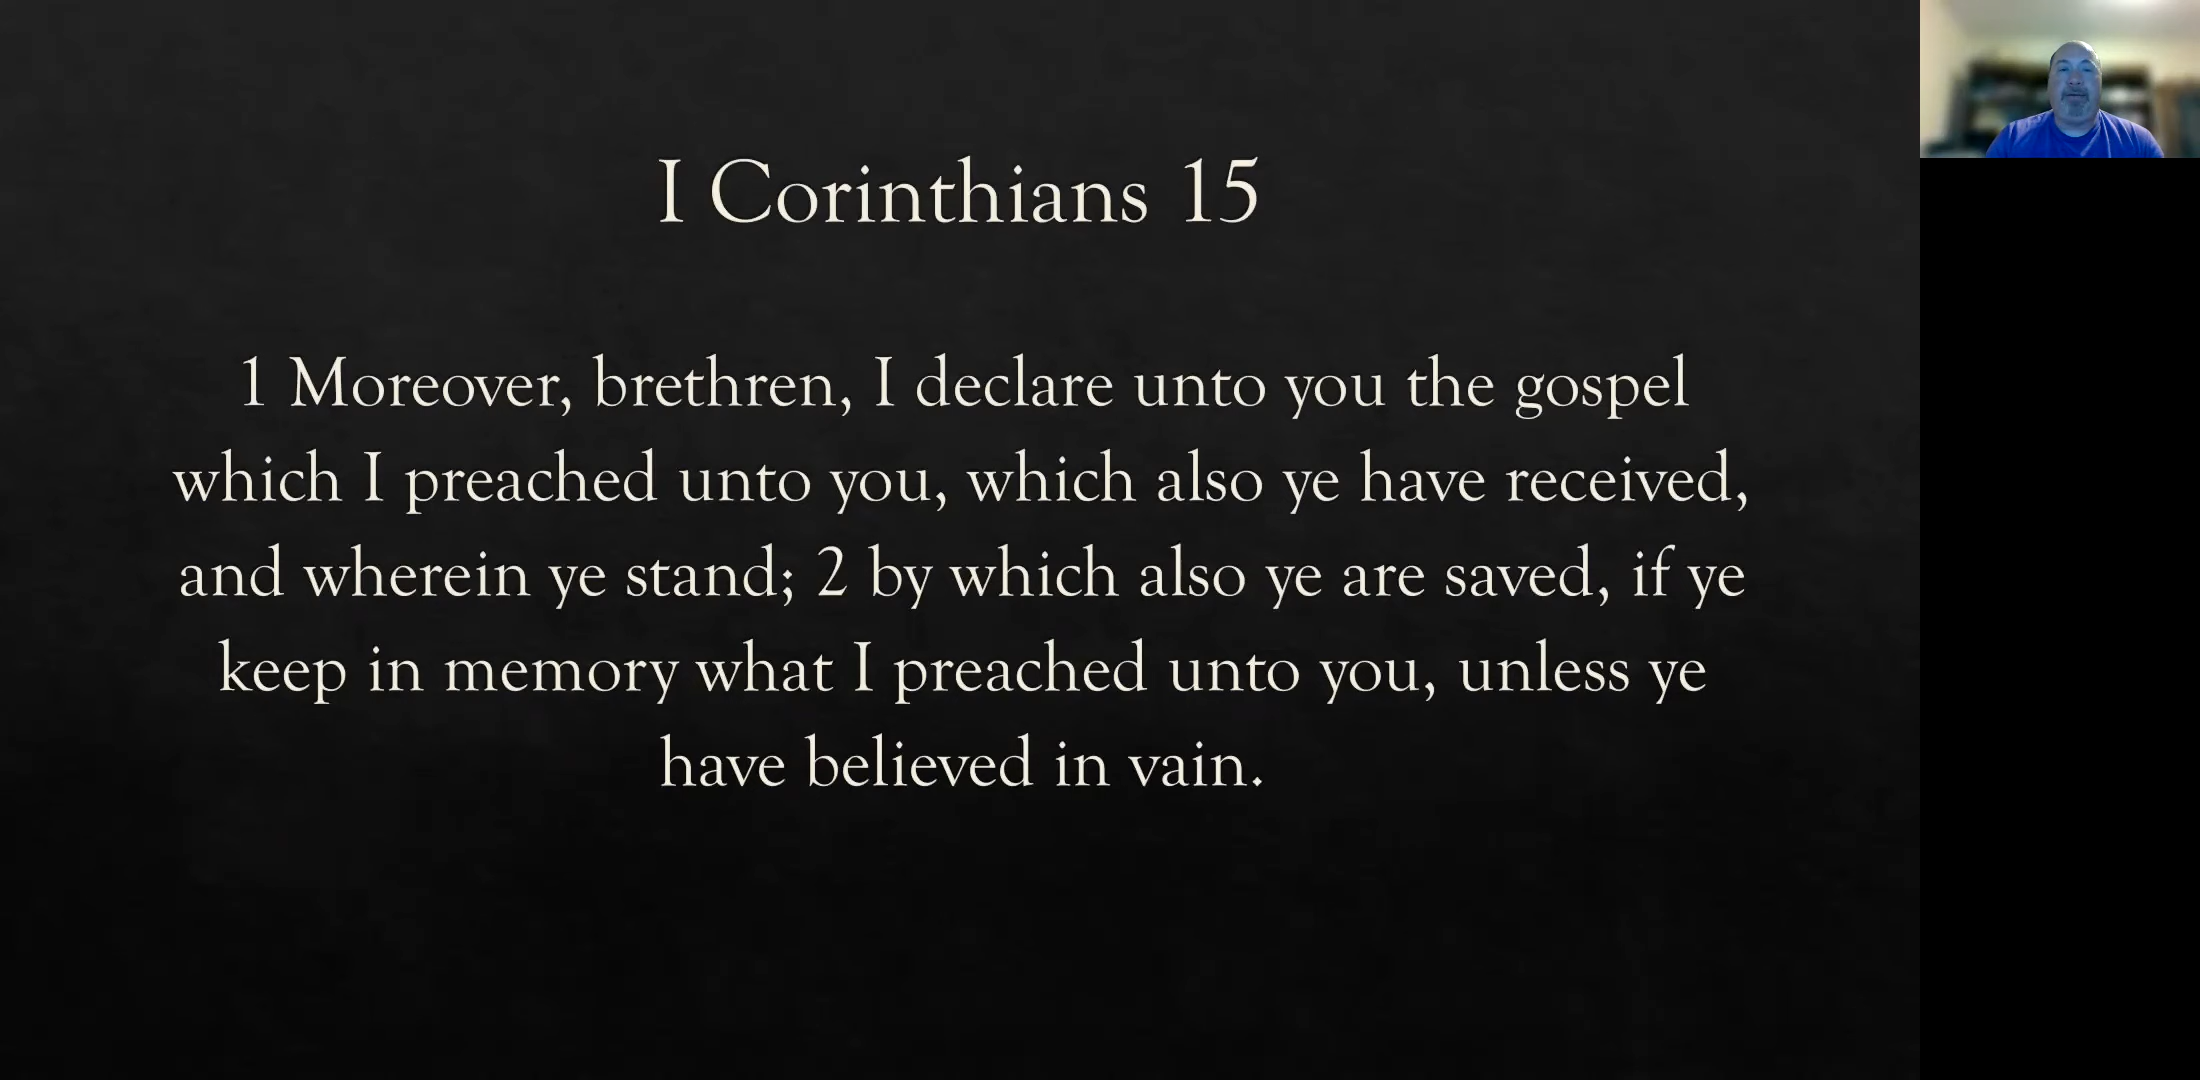 I Corinthians 15
1 Moreover, brethren, I declare unto you the gospel
which I preached unto you, which also ye have received,
and wherein ye stand; 2 by which also ye are saved, if ye
keep in memory what I preached unto you, unless ye
have believed in vain.